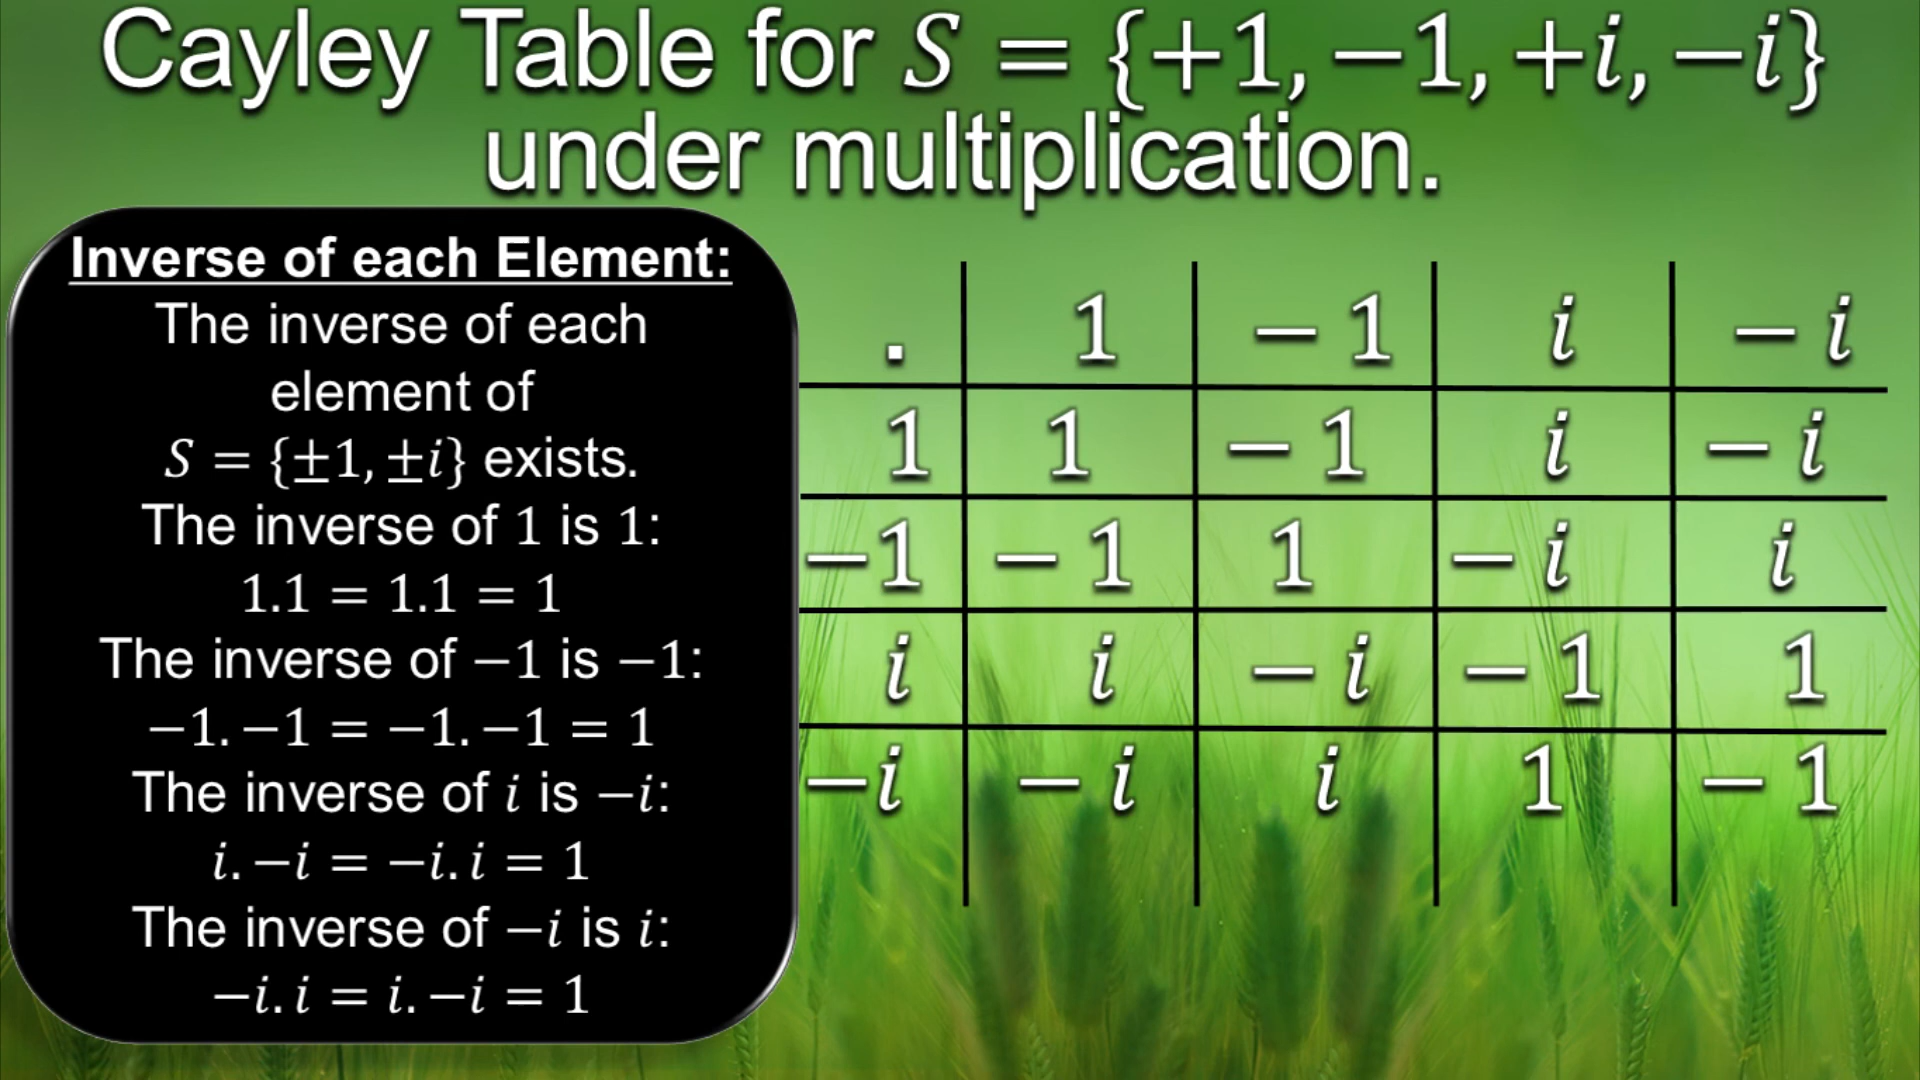 Cayley Table for S = {+1, −1, +i, −i}
under multiplication.
Inverse of each Element:
The inverse of each
element of
S = {±1, ±i} exists.
The inverse of 1 is 1:
1.1 = 1.1 = 1
The inverse of −1 is −1:
−1. −1 = −1. −1 = 1
The inverse of i is −i:
i. −i = −i. i = 1
The inverse of −i is i:
−i. i = i. −i = 1
. 1 − 1 i − i
1 1 − 1 i − i
−1 − 1 1 − i i
i i − i − 1 1
−i − i i 1 − 1